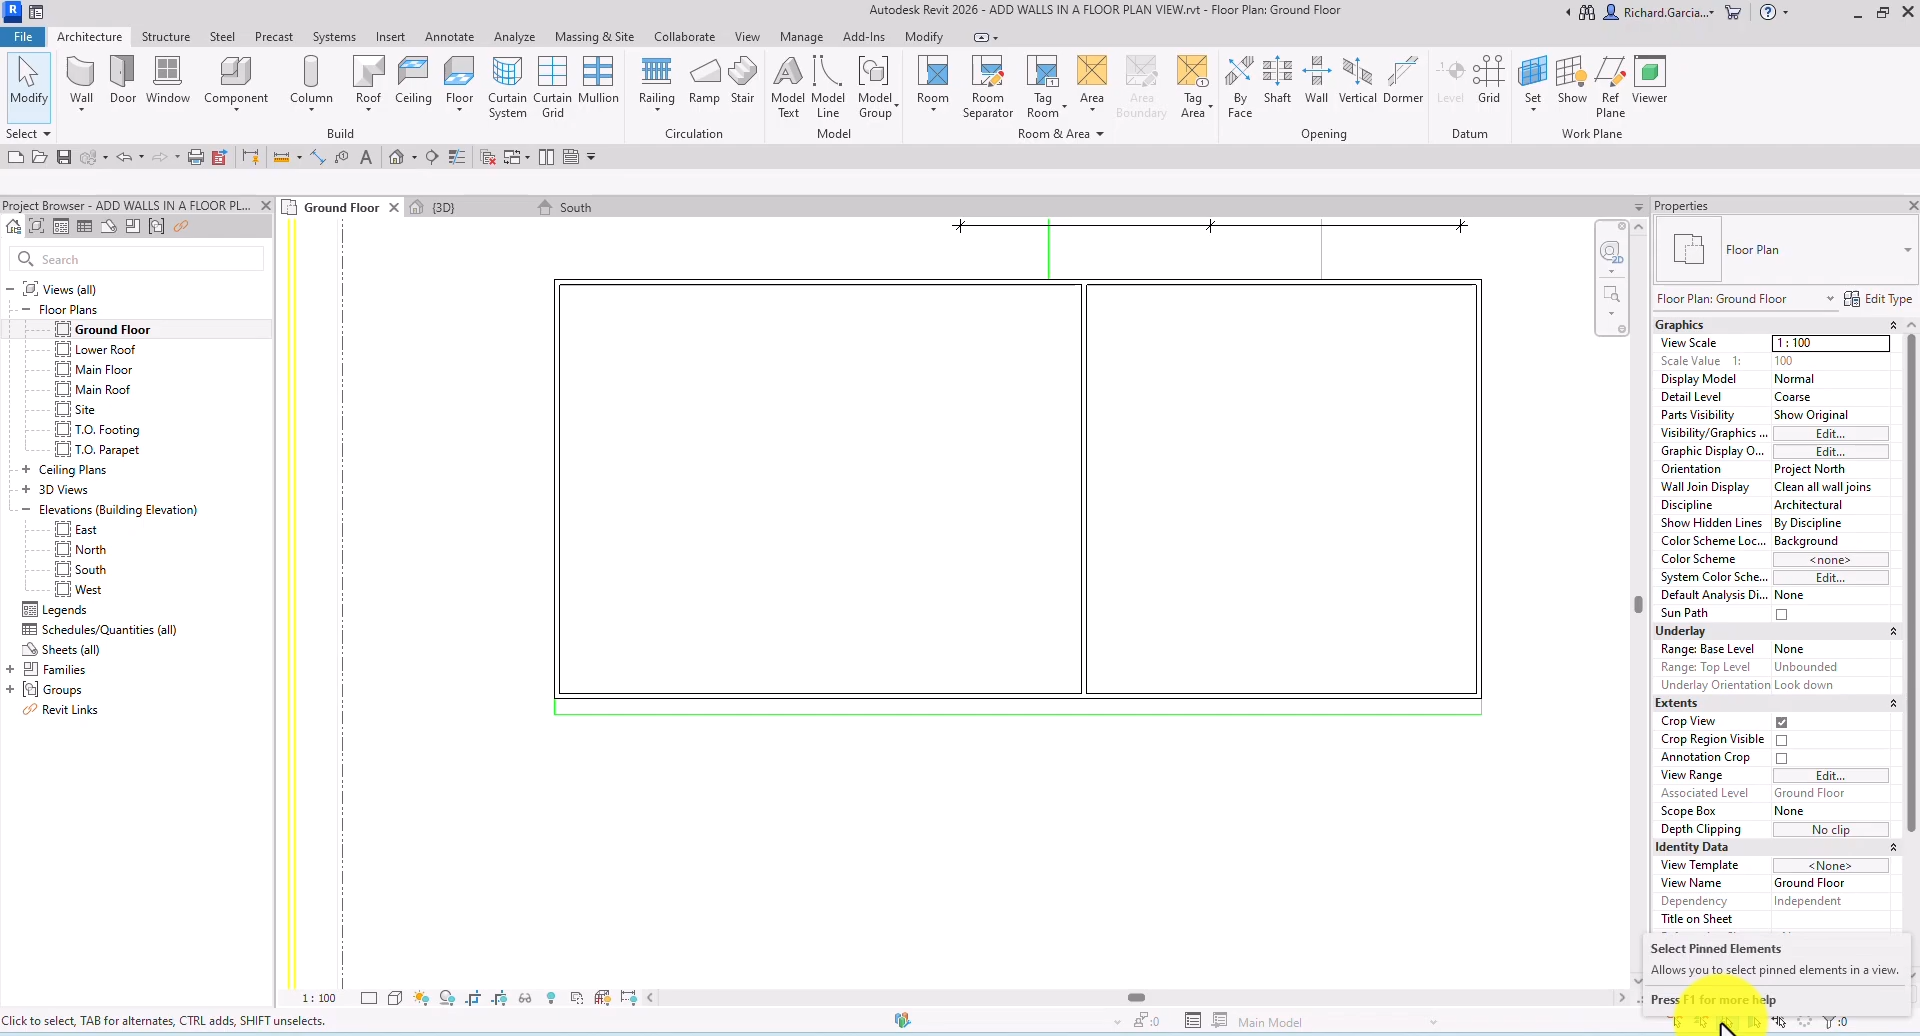 Autodesk Revit 2026 - ADD WALLS IN A FLOOR PLAN VIEW.rvt - Floor Plan: Ground Floor
Richard.Garcia...
File Architecture Structure Steel Precast Systems Insert Annotate Analyze Massing & Site Collaborate View Manage Add-Ins Modify
Modify Wall Door Window Component Column Roof Ceiling Floor Curtain System Curtain Grid Mullion Railing Ramp Stair Model Text Model Line Model Group Room Room Separator Tag Room Area Area Boundary Tag Area By Face Shaft Wall Vertical Dormer Level Grid Set Show Ref Plane Viewer
Select Build Circulation Model Room & Area Opening Datum Work Plane
Project Browser - ADD WALLS IN A FLOOR PL...
Search
Views (all)
Floor Plans
Ground Floor
Lower Roof
Main Floor
Main Roof
Site
T.O. Footing
T.O. Parapet
Ceiling Plans
3D Views
Elevations (Building Elevation)
East
North
South
West
Legends
Schedules/Quantities (all)
Sheets (all)
Families
Groups
Revit Links
Ground Floor {3D} South
2D
Properties
Floor Plan
Floor Plan: Ground Floor Edit Type
Graphics
View Scale 1 : 100
Scale Value 1: 100
Display Model Normal
Detail Level Coarse
Parts Visibility Show Original
Visibility/Graphics ... Edit...
Graphic Display O... Edit...
Orientation Project North
Wall Join Display Clean all wall joins
Discipline Architectural
Show Hidden Lines By Discipline
Color Scheme Loc... Background
Color Scheme <none>
System Color Sche... Edit...
Default Analysis Di... None
Sun Path
Underlay
Range: Base Level None
Range: Top Level Unbounded
Underlay Orientation Look down
Extents
Crop View
Crop Region Visible
Annotation Crop
View Range Edit...
Associated Level Ground Floor
Scope Box None
Depth Clipping No clip
Identity Data
View Template <None>
View Name Ground Floor
Dependency Independent
Title on Sheet
Select Pinned Elements
Allows you to select pinned elements in a view.
Press F1 for more help
1 : 100
Click to select, TAB for alternates, CTRL adds, SHIFT unselects.
:0
Main Model
:0